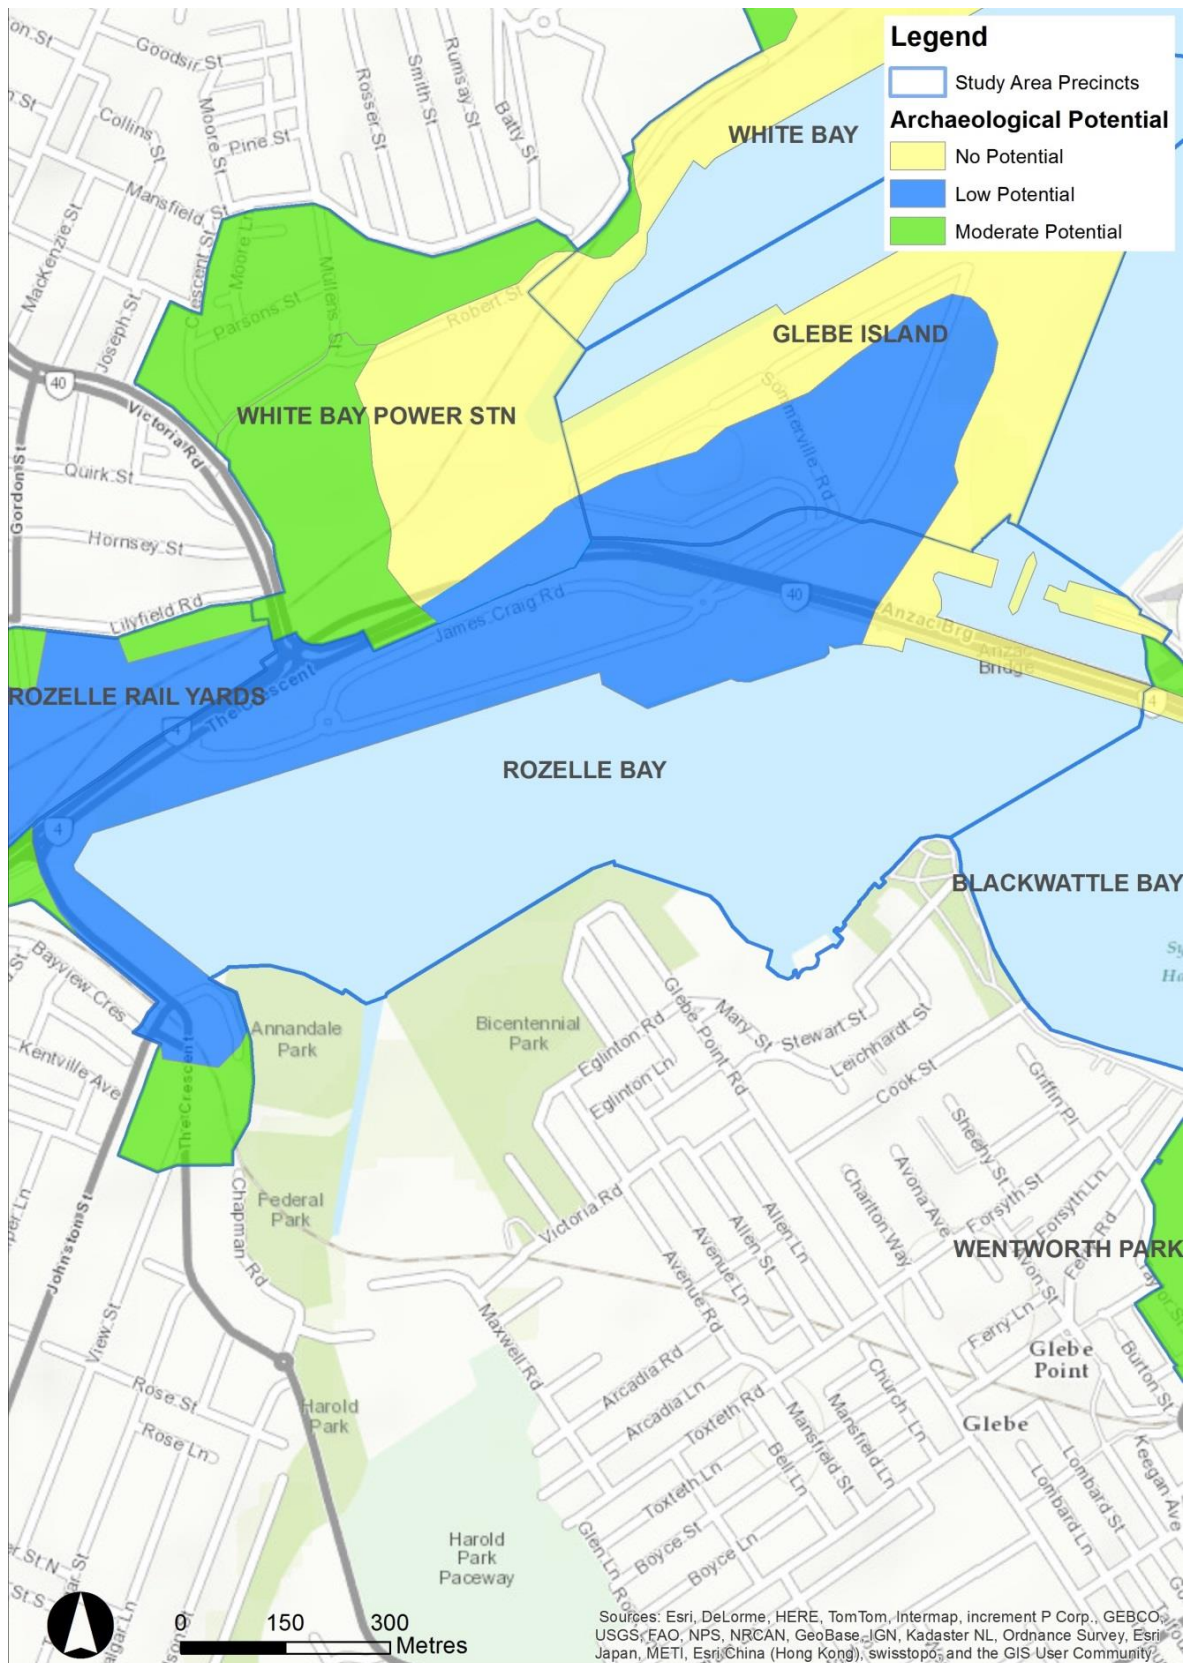 Legend
Study Area Precincts
Archaeological Potential
No Potential
Low Potential
Moderate Potential
Goodsir St
Rumsay St
Smith St
Rosser St
Batty St
Moore St
Collins St
Pine St
WHITE BAY
Mansfield St
MacKenzie St
Crescent St
Moore Ln
Mullens St
Parsons St
Robert St
Joseph St
GLEBE ISLAND
40
Victoria Rd
WHITE BAY POWER STN
Sommerville Rd
Gordon St
Quirk St
Hornsey St
Lilyfield Rd
James Craig Rd
40
Anzac Brg
Anzac
Bridge
ROZELLE RAIL YARDS
The Crescent
4
4
ROZELLE BAY
4
BLACKWATTLE BAY
Bayview Cres
Kentville Ave
The Crescent
Annandale
Park
Bicentennial
Park
Glebe Point Rd
Mary St
Stewart St
Leichhardt St
Eglinton Rd
Eglinton Ln
Cook St
Griffin Pl
Sheehy St
Avona Ave
Forsyth St
Forsyth Ln
Charlton Way
Ferry Rd
Federal
Park
Chapman Rd
Johnston St
Victoria Rd
Allen Ln
Allen St
Avenue Ln
Avenue Rd
WENTWORTH PARK
Ferry Ln
Glebe
Point
Burton St
View St
Maxwell Rd
Rose St
Rose Ln
Harold
Park
Arcadia Rd
Arcadia Ln
Toxteth Rd
Church Ln
Mansfield Ln
Mansfield St
Bell Ln
Glebe
Keegan Ave
Lombard St
Lombard Ln
Toxteth Ln
Boyce St
Boyce Ln
Glen Ln
Harold
Park
Paceway
0 150 300
Metres
Sources: Esri, DeLorme, HERE, TomTom, Intermap, increment P Corp., GEBCO,
USGS, FAO, NPS, NRCAN, GeoBase, IGN, Kadaster NL, Ordnance Survey, Esri
Japan, METI, Esri China (Hong Kong), swisstopo, and the GIS User Community